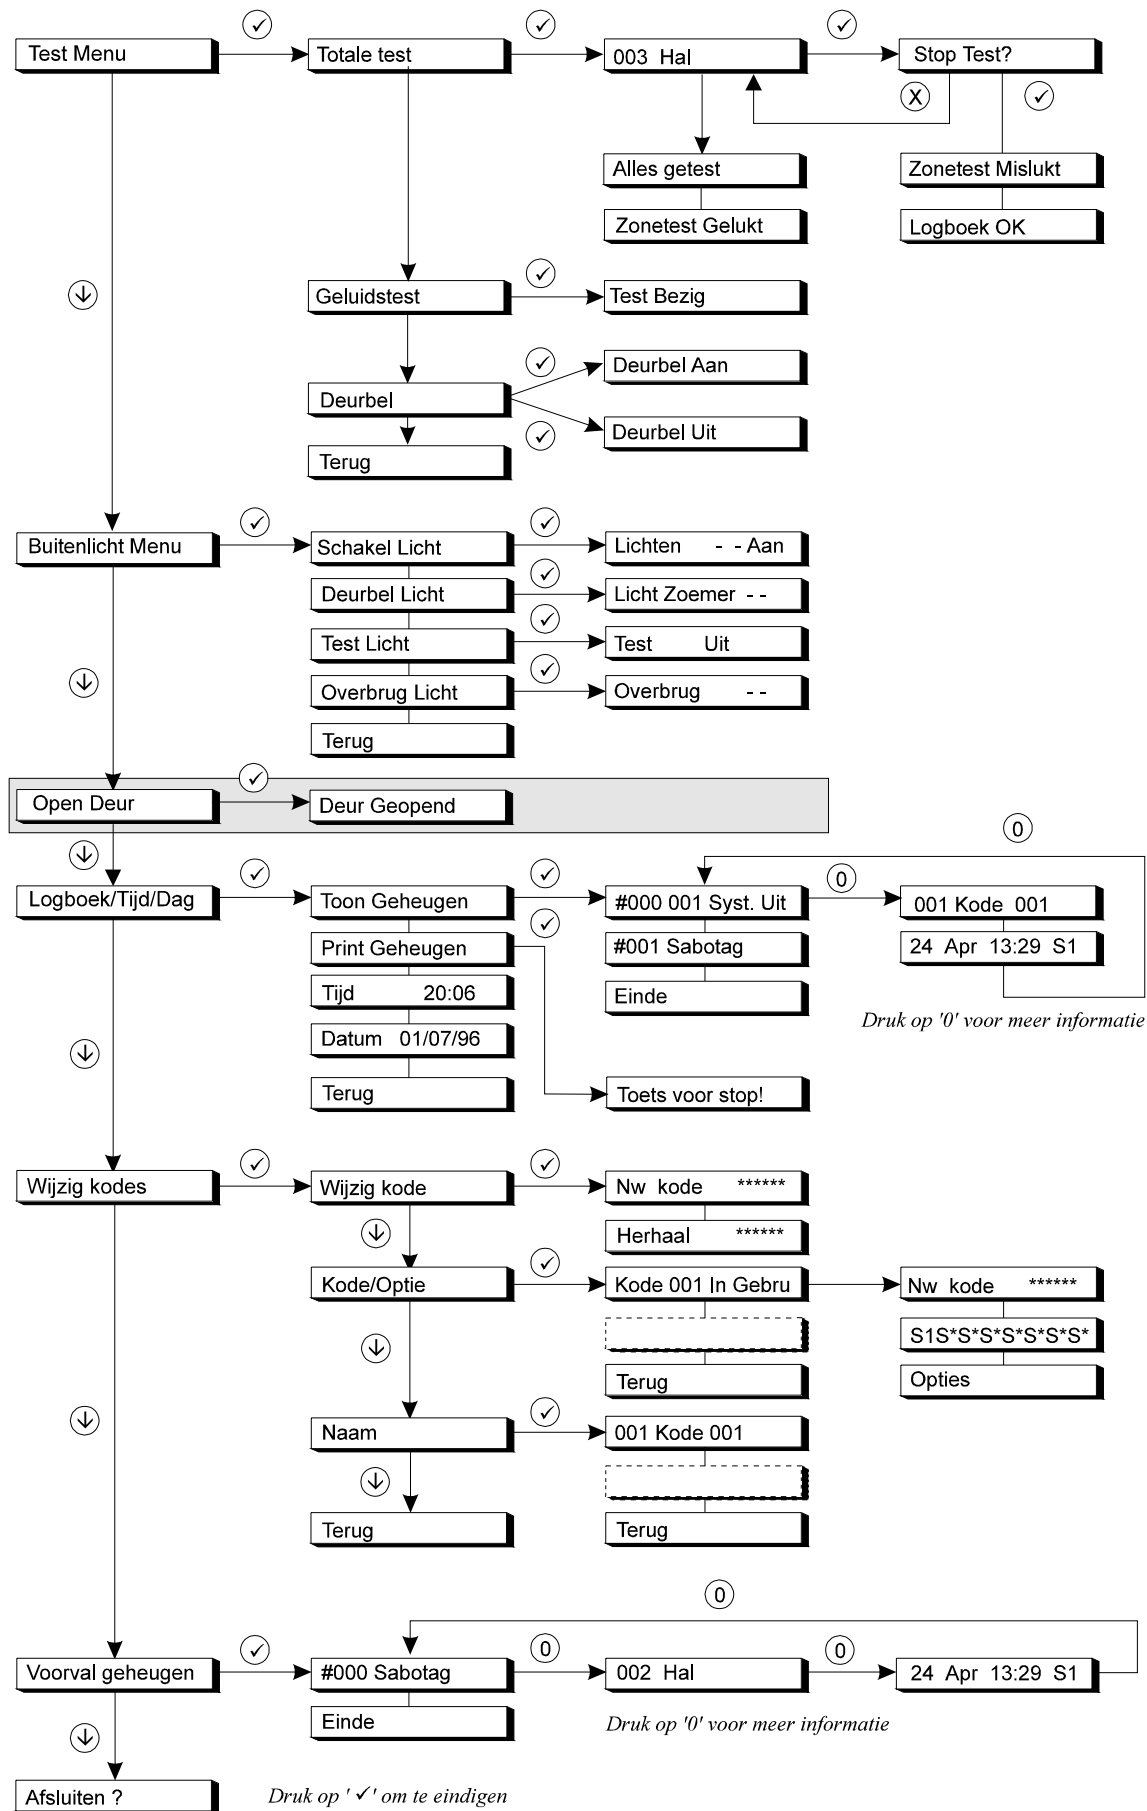 Test Menu
✓
Totale test
✓
003 Hal
✓
Stop Test?
X
✓
Alles getest
Zonetest Mislukt
Zonetest Gelukt
Logboek OK
Geluidstest
✓
Test Bezig
Deurbel
✓
Deurbel Aan
✓
Deurbel Uit
Terug
Buitenlicht Menu
✓
Schakel Licht
✓
Lichten - - Aan
Deurbel Licht
✓
Licht Zoemer - -
Test Licht
✓
Test Uit
Overbrug Licht
✓
Overbrug - -
Terug
Open Deur
✓
Deur Geopend
0
Logboek/Tijd/Dag
✓
Toon Geheugen
✓
#000 001 Syst. Uit
0
001 Kode 001
Print Geheugen
✓
#001 Sabotag
24 Apr 13:29 S1
Tijd 20:06
Einde
Druk op '0' voor meer informatie
Datum 01/07/96
Terug
Toets voor stop!
Wijzig kodes
✓
Wijzig kode
✓
Nw kode ******
Herhaal ******
Kode/Optie
✓
Kode 001 In Gebru
Nw kode ******
S1S*S*S*S*S*S*S*
Terug
Opties
Naam
✓
001 Kode 001
Terug
Terug
0
Voorval geheugen
✓
#000 Sabotag
0
002 Hal
0
24 Apr 13:29 S1
Einde
Druk op '0' voor meer informatie
Afsluiten ?
Druk op ' ✓' om te eindigen